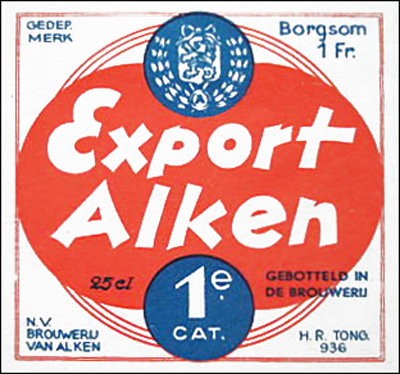 GEDEP. MERK
Borgsom 1 Fr.
Export
Alken
25 cl
1e
CAT.
GEBOTTELD IN
DE BROUWERIJ
N.V.
BROUWERIJ
VAN ALKEN
H.R. TONG.
936